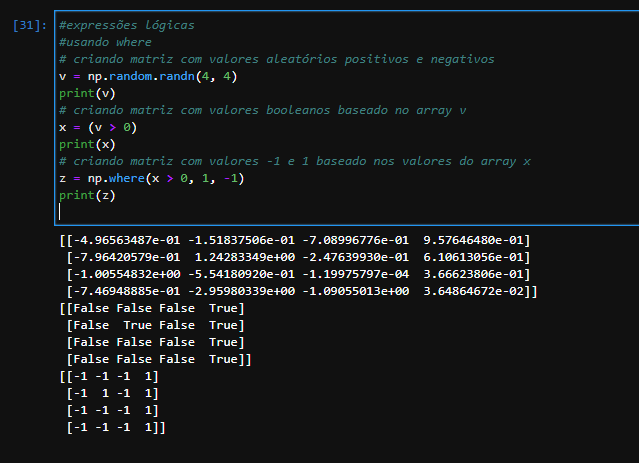 [31]: #expressões lógicas
#usando where
# criando matriz com valores aleatórios positivos e negativos
v = np.random.randn(4, 4)
print(v)
# criando matriz com valores booleanos baseado no array v
x = (v > 0)
print(x)
# criando matriz com valores -1 e 1 baseado nos valores do array x
z = np.where(x > 0, 1, -1)
print(z)
[[-4.96563487e-01 -1.51837506e-01 -7.08996776e-01  9.57646480e-01]
 [-7.96420579e-01  1.24283349e+00 -2.47639930e-01  6.10613056e-01]
 [-1.00554832e+00 -5.54180920e-01 -1.19975797e-04  3.66623806e-01]
 [-7.46948885e-01 -2.95980339e+00 -1.09055013e+00  3.64864672e-02]]
[[False False False  True]
 [False  True False  True]
 [False False False  True]
 [False False False  True]]
[[-1 -1 -1  1]
 [-1  1 -1  1]
 [-1 -1 -1  1]
 [-1 -1 -1  1]]